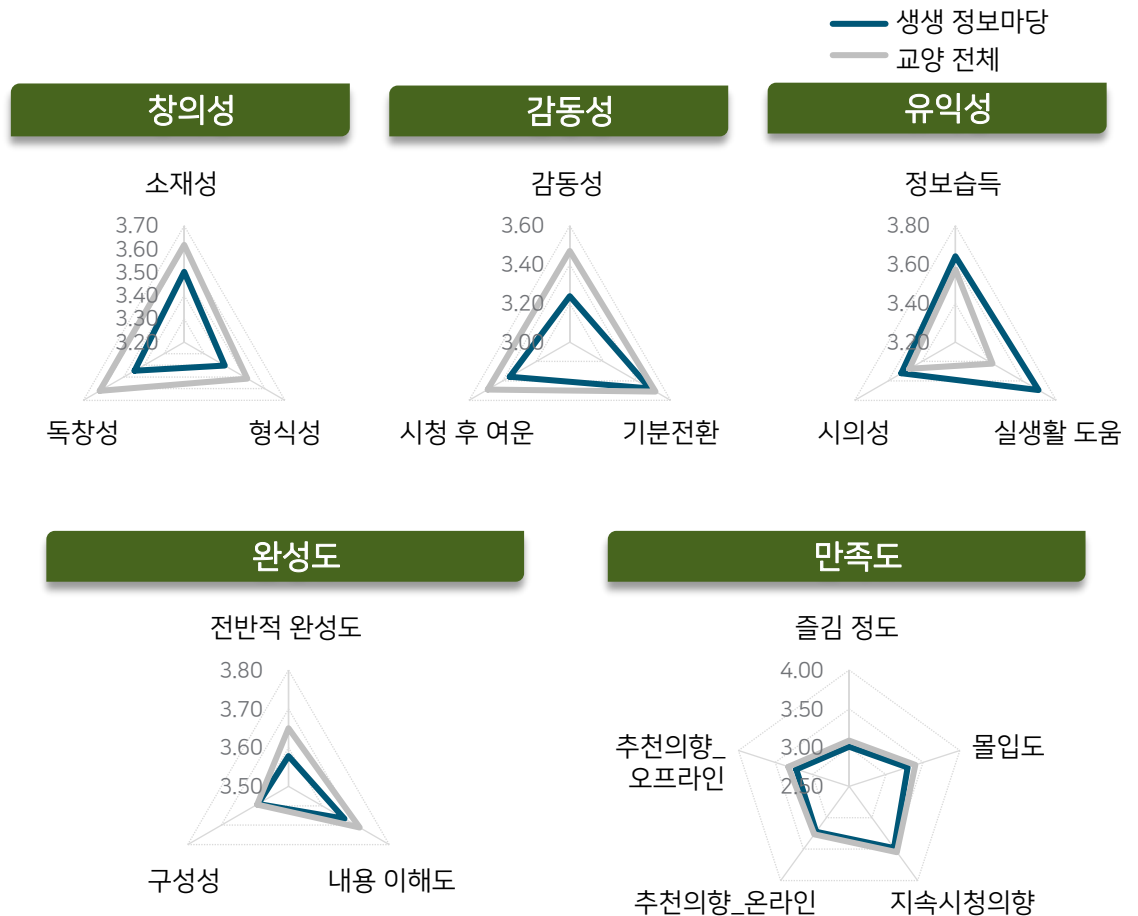 생생 정보마당
교양 전체
창의성
감동성
유익성
소재성
3.70
3.60
3.50
3.40
3.30
3.20
독창성
형식성
감동성
3.60
3.40
3.20
3.00
시청 후 여운
기분전환
정보습득
3.80
3.60
3.40
3.20
시의성
실생활 도움
완성도
만족도
전반적 완성도
3.80
3.70
3.60
3.50
구성성
내용 이해도
즐김 정도
4.00
3.50
3.00
2.50
추천의향_
오프라인
몰입도
추천의향_온라인
지속시청의향